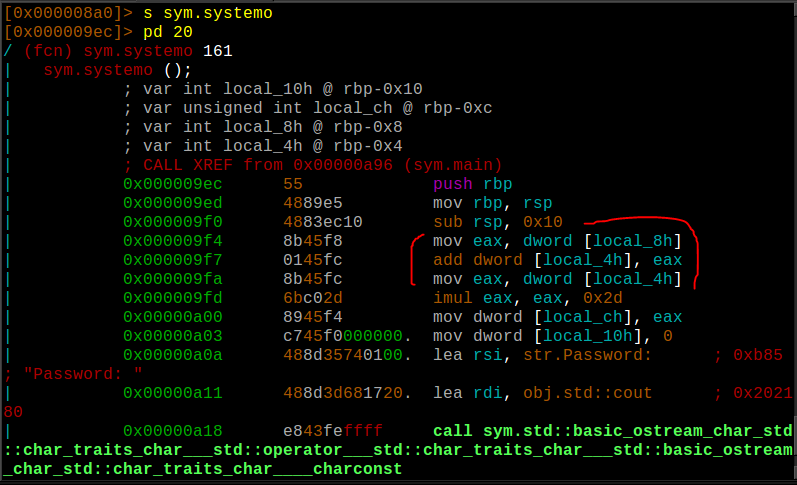 [0x000008a0]> s sym.systemo
[0x000009ec]> pd 20
/ (fcn) sym.systemo 161
|   sym.systemo ();
|           ; var int local_10h @ rbp-0x10
|           ; var unsigned int local_ch @ rbp-0xc
|           ; var int local_8h @ rbp-0x8
|           ; var int local_4h @ rbp-0x4
|           ; CALL XREF from 0x00000a96 (sym.main)
|           0x000009ec      55             push rbp
|           0x000009ed      4889e5         mov rbp, rsp
|           0x000009f0      4883ec10       sub rsp, 0x10
|           0x000009f4      8b45f8         mov eax, dword [local_8h]
|           0x000009f7      0145fc         add dword [local_4h], eax
|           0x000009fa      8b45fc         mov eax, dword [local_4h]
|           0x000009fd      6bc02d         imul eax, eax, 0x2d
|           0x00000a00      8945f4         mov dword [local_ch], eax
|           0x00000a03      c745f0000000.  mov dword [local_10h], 0
|           0x00000a0a      488d35740100.  lea rsi, str.Password:      ; 0xb85
; "Password: "
|           0x00000a11      488d3d681720.  lea rdi, obj.std::cout      ; 0x2021
80
|           0x00000a18      e843feffff     call sym.std::basic_ostream_char_std
::char_traits_char___std::operator___std::char_traits_char___std::basic_ostream
_char_std::char_traits_char____charconst